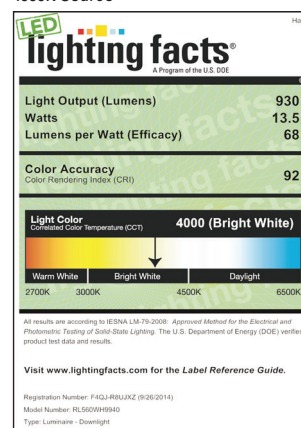 LED
Ha
lighting facts®
A Program of the U.S. DOE
Light Output (Lumens) 930
Watts 13.5
Lumens per Watt (Efficacy) 68
Color Accuracy 92
Color Rendering Index (CRI)
Light Color 4000 (Bright White)
Correlated Color Temperature (CCT)
Warm White Bright White Daylight
2700K 3000K 4500K 6500K
All results are according to IESNA LM-79-2008: Approved Method for the Electrical and
Photometric Testing of Solid-State Lighting. The U.S. Department of Energy (DOE) verifies
product test data and results.
Visit www.lightingfacts.com for the Label Reference Guide.
Registration Number: F4QJ-R8UJXZ (9/26/2014)
Model Number: RL560WH9940
Type: Luminaire - Downlight